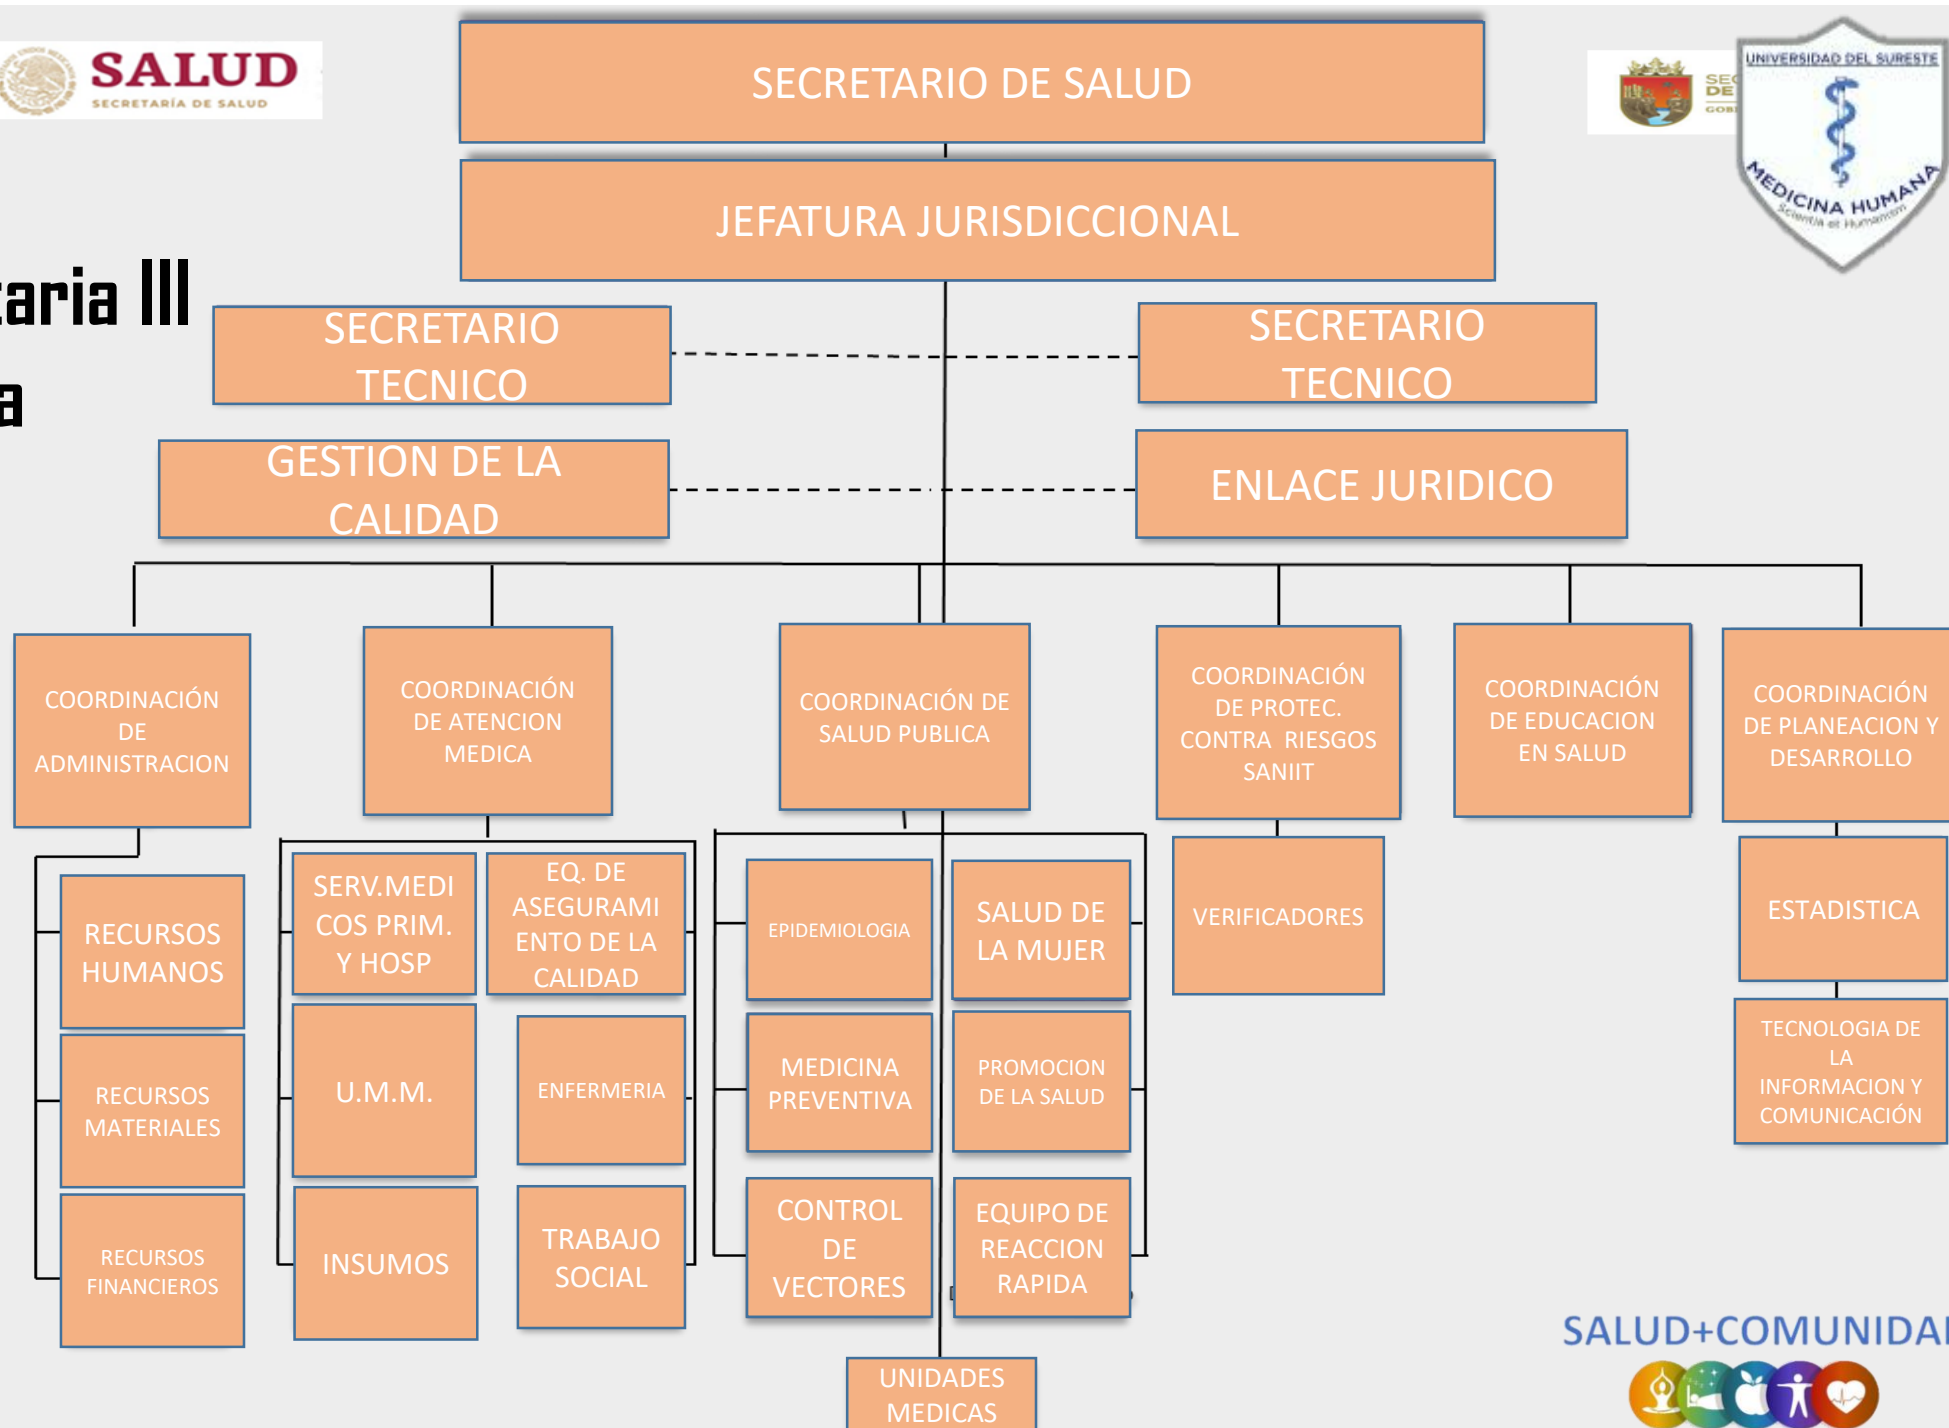 SALUD
SECRETARÍA DE SALUD
SECRETARIO DE SALUD
UNIVERSIDAD DEL SURESTE
MEDICINA HUMANA
JEFATURA JURISDICCIONAL
III
SECRETARIO
TECNICO
SECRETARIO
TECNICO
GESTION DE LA
CALIDAD
ENLACE JURIDICO
COORDINACIÓN
DE
ADMINISTRACION
COORDINACIÓN
DE ATENCION
MEDICA
COORDINACIÓN DE
SALUD PUBLICA
COORDINACIÓN
DE PROTEC.
CONTRA RIESGOS
SANIIT
COORDINACIÓN
DE EDUCACION
EN SALUD
COORDINACIÓN
DE PLANEACION Y
DESARROLLO
RECURSOS
HUMANOS
RECURSOS
MATERIALES
RECURSOS
FINANCIEROS
SERV.MEDI
COS PRIM.
Y HOSP
EQ. DE
ASEGURAMI
ENTO DE LA
CALIDAD
U.M.M.
ENFERMERIA
INSUMOS
TRABAJO
SOCIAL
EPIDEMIOLOGIA
SALUD DE
LA MUJER
MEDICINA
PREVENTIVA
PROMOCION
DE LA SALUD
CONTROL
DE
VECTORES
EQUIPO DE
REACCION
RAPIDA
VERIFICADORES
ESTADISTICA
TECNOLOGIA DE
LA
INFORMACION Y
COMUNICACIÓN
UNIDADES
MEDICAS
SALUD+COMUNIDA